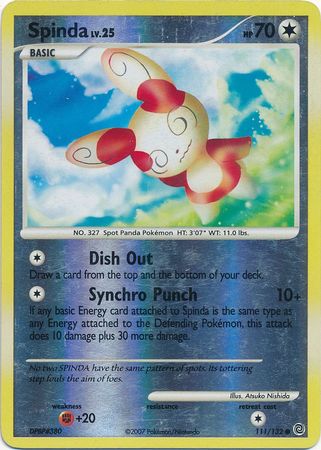 Spinda LV.25 HP 70
BASIC
NO. 327 Spot Panda Pokémon HT: 3'07" WT: 11.0 lbs.
Dish Out
Draw a card from the top and the bottom of your deck.
Synchro Punch 10+
If any basic Energy card attached to Spinda is the same type as
any Energy attached to the Defending Pokémon, this attack
does 10 damage plus 30 more damage.
No two SPINDA have the same pattern of spots. Its tottering
step fouls the aim of foes.
Illus. Atsuko Nishida
weakness resistance retreat cost
+20
DPBP#380 ©2007 Pokémon/Nintendo 111/132